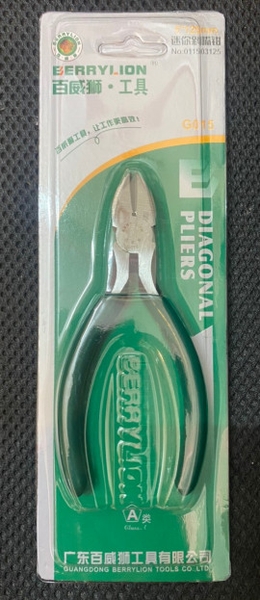 BERRYLION
BERRYLION®
百威狮·工具
迷你斜嘴钳
No:011503125
百威狮工具，让工作更高效！
DIAGONAL
PLIERS
BERRYLION
A类
Class A
广东百威狮工具有限公司
GUANGDONG BERRYLION TOOLS CO.,LTD.